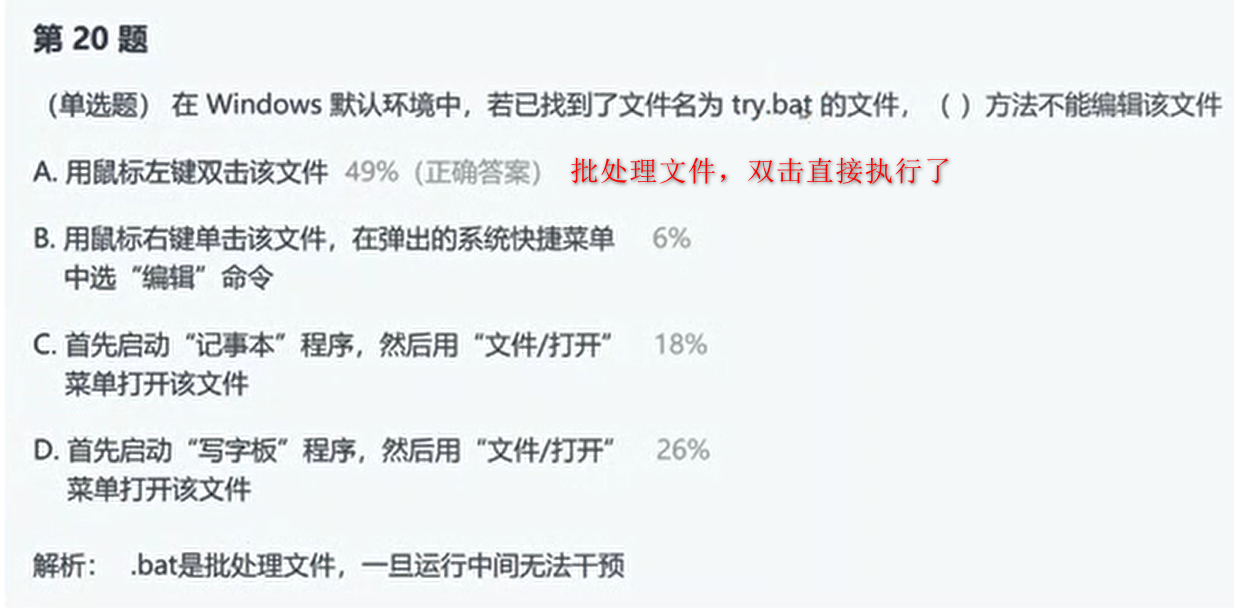 第 20 题
（单选题） 在 Windows 默认环境中，若已找到了文件名为 try.bat 的文件，（ ）方法不能编辑该文件
A. 用鼠标左键双击该文件 49%（正确答案） 批处理文件，双击直接执行了
B. 用鼠标右键单击该文件，在弹出的系统快捷菜单 6%
中选“编辑”命令
C. 首先启动“记事本”程序，然后用“文件/打开” 18%
菜单打开该文件
D. 首先启动“写字板”程序，然后用“文件/打开” 26%
菜单打开该文件
解析： .bat是批处理文件，一旦运行中间无法干预